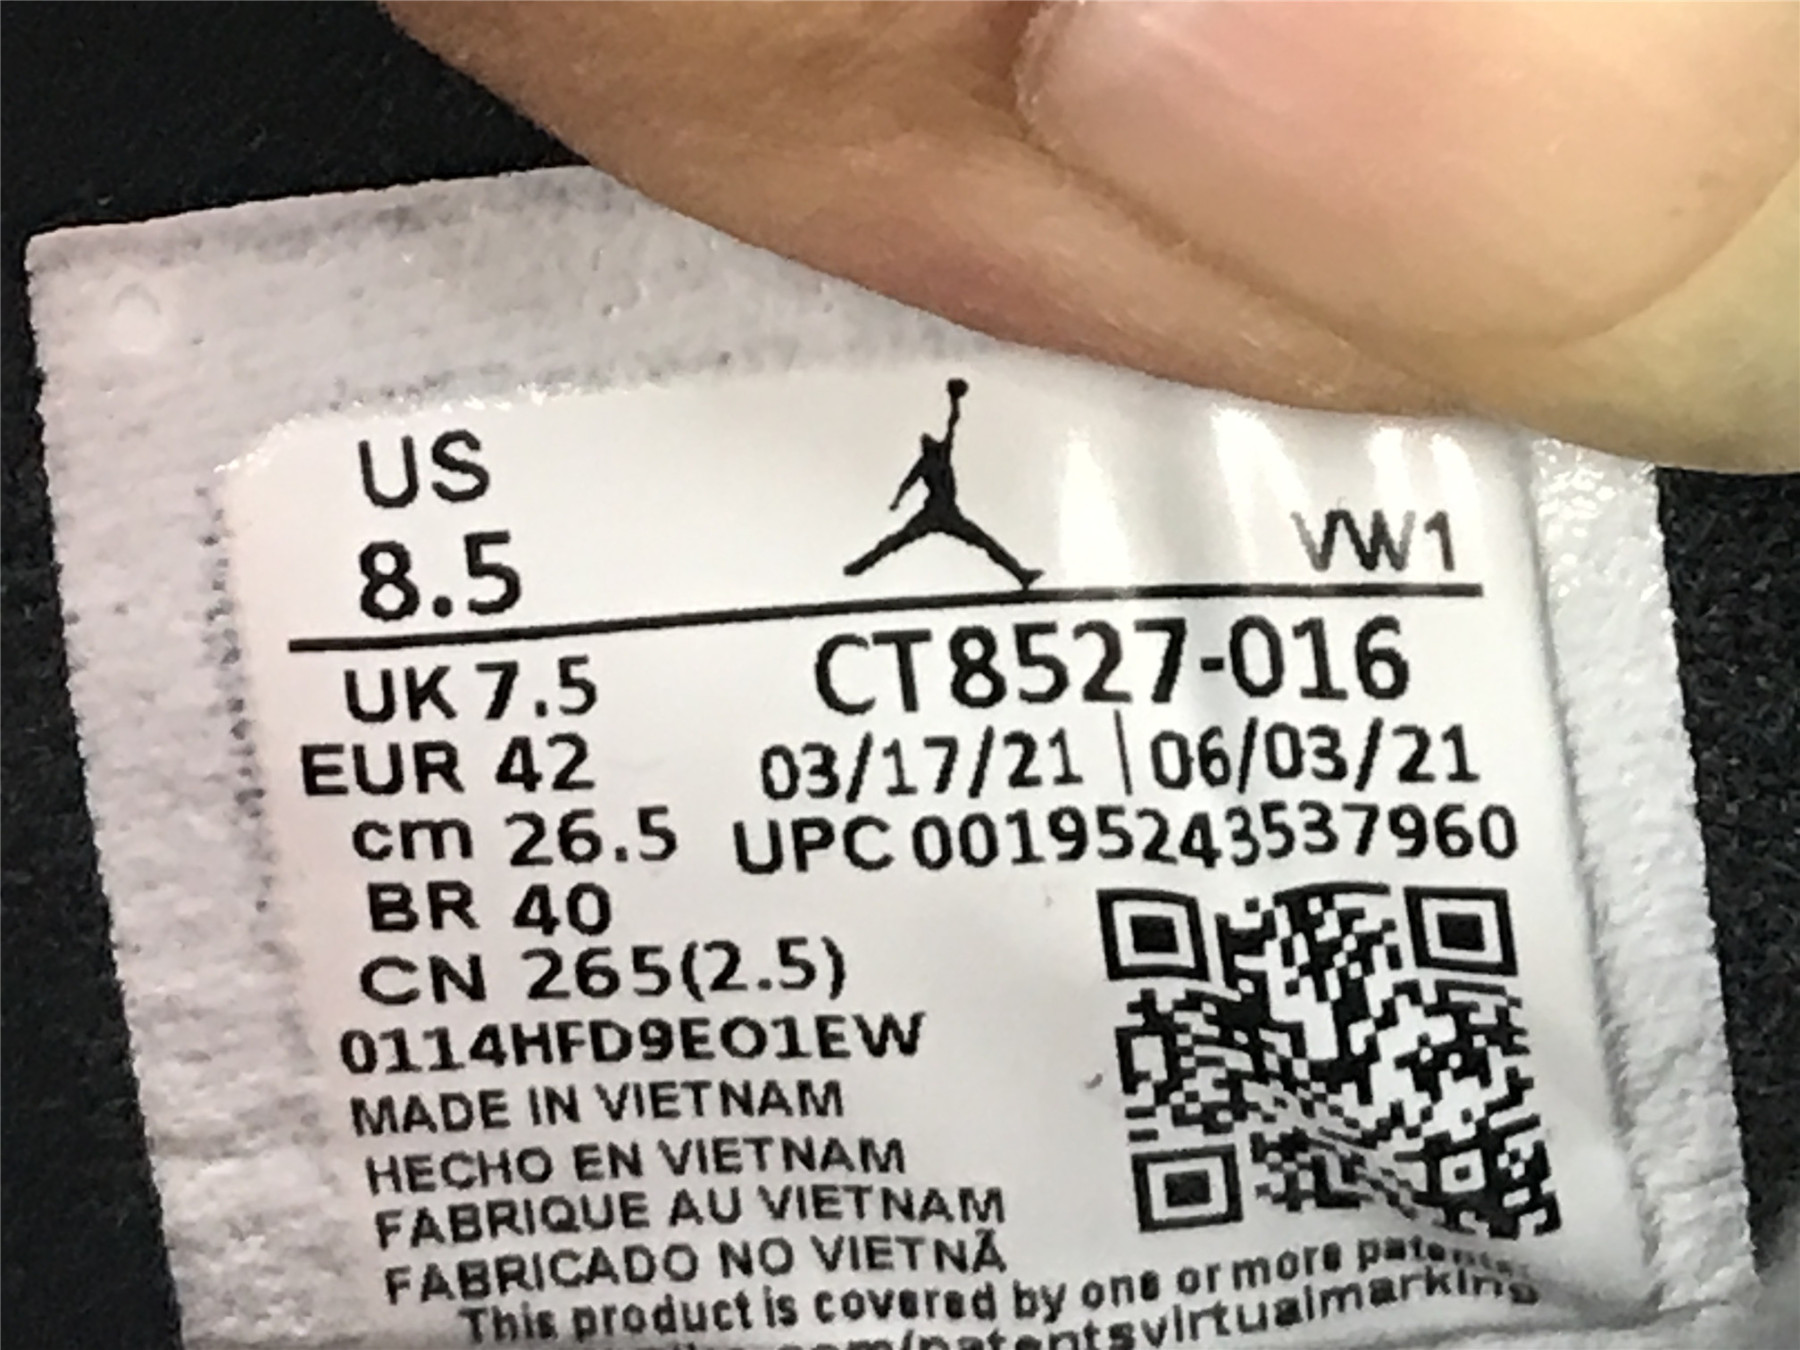 US
8.5
VW1
UK 7.5
CT8527-016
EUR 42
03/17/21 | 06/03/21
cm 26.5
UPC 00195243537960
BR 40
CN 265(2.5)
0114HFD9EO1EW
MADE IN VIETNAM
HECHO EN VIETNAM
FABRIQUE AU VIETNAM
FABRICADO NO VIETNÃ
This product is covered by one or more patents.